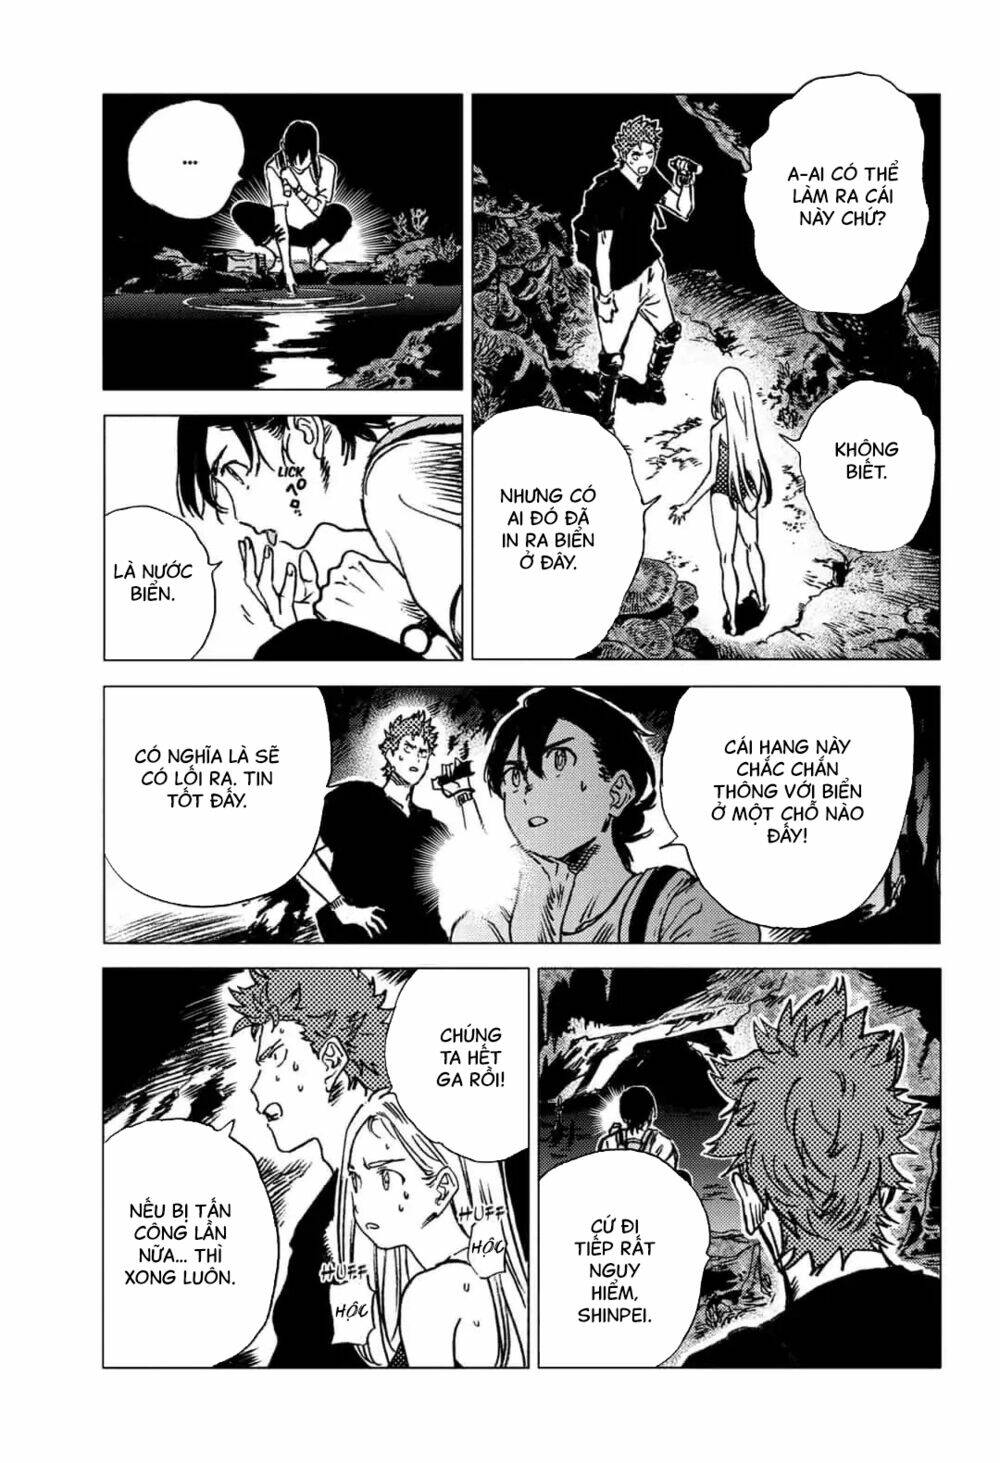 A-AI CÓ THỂ
LÀM RA CÁI
NÀY CHỨ?
KHÔNG
BIẾT.
NHƯNG CÓ
AI ĐÓ ĐÃ
IN RA BIỂN
Ở ĐÂY.
...
LICK
ペロ
LÀ NƯỚC
BIỂN.
CÁI HANG NÀY
CHẮC CHẮN
THÔNG VỚI BIỂN
Ở MỘT CHỖ NÀO
ĐẤY!
CÓ NGHĨA LÀ SẼ
CÓ LỐI RA. TIN
TỐT ĐẤY.
CỨ ĐI
TIẾP RẤT
NGUY
HIỂM,
SHINPEI.
CHÚNG
TA HẾT
GA RỒI!
HUFF
HỘC
HUFF
HỘC
NẾU BỊ TẤN
CÔNG LẦN
NỮA... THÌ
XONG LUÔN.